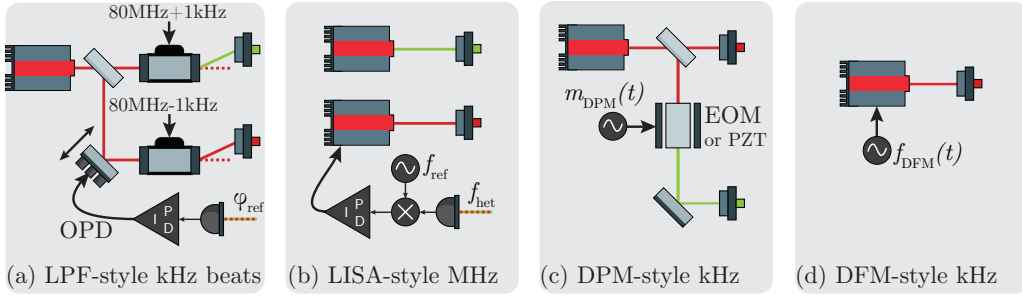 80MHz+1kHz
80MHz-1kHz
OPD
I P D
φref
(a) LPF-style kHz beats
fref
fhet
I P D
(b) LISA-style MHz
mDPM(t)
EOM
or PZT
(c) DPM-style kHz
fDFM(t)
(d) DFM-style kHz